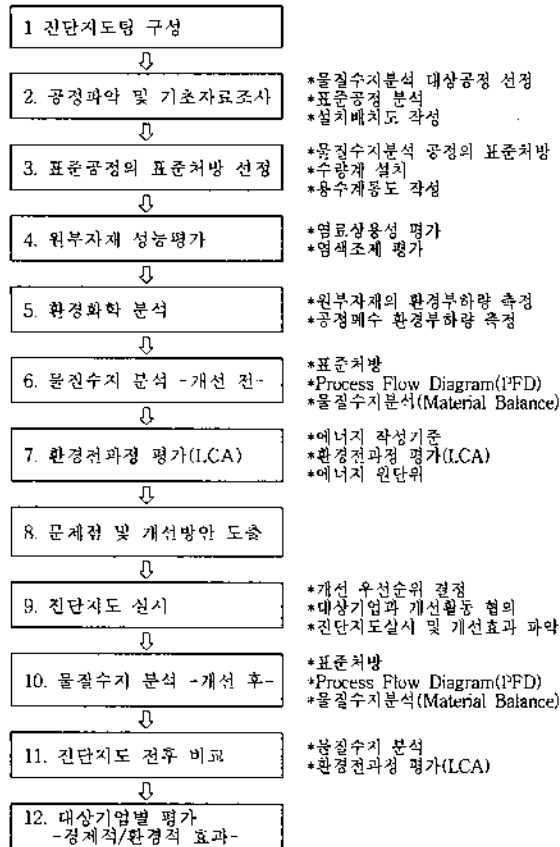 1 진단지도팀 구성
2. 공정파악 및 기초자료조사
*물질수지분석 대상공정 선정
*표준공정 분석
*설치배치도 작성
3. 표준공정의 표준처방 선정
*물질수지분석 공정의 표준처방
*수량계 설치
*용수계통도 작성
4. 원부자재 성능평가
*염료상용성 평가
*염색조제 평가
5. 환경화학 분석
*원부자재의 환경부하량 측정
*공정폐수 환경부하량 측정
6. 물질수지 분석 -개선 전-
*표준처방
*Process Flow Diagram(PFD)
*물질수지분석(Material Balance)
7. 환경전과정 평가(LCA)
*에너지 작성기준
*환경전과정 평가(LCA)
*에너지 원단위
8. 문제점 및 개선방안 도출
9. 진단지도 실시
*개선 우선순위 결정
*대상기업과 개선활동 협의
*진단지도실시 및 개선효과 파악
10. 물질수지 분석 -개선 후-
*표준처방
*Process Flow Diagram(PFD)
*물질수지분석(Material Balance)
11. 진단지도 전후 비교
*물질수지 분석
*환경전과정 평가(LCA)
12. 대상기업별 평가
-경제적/환경적 효과-